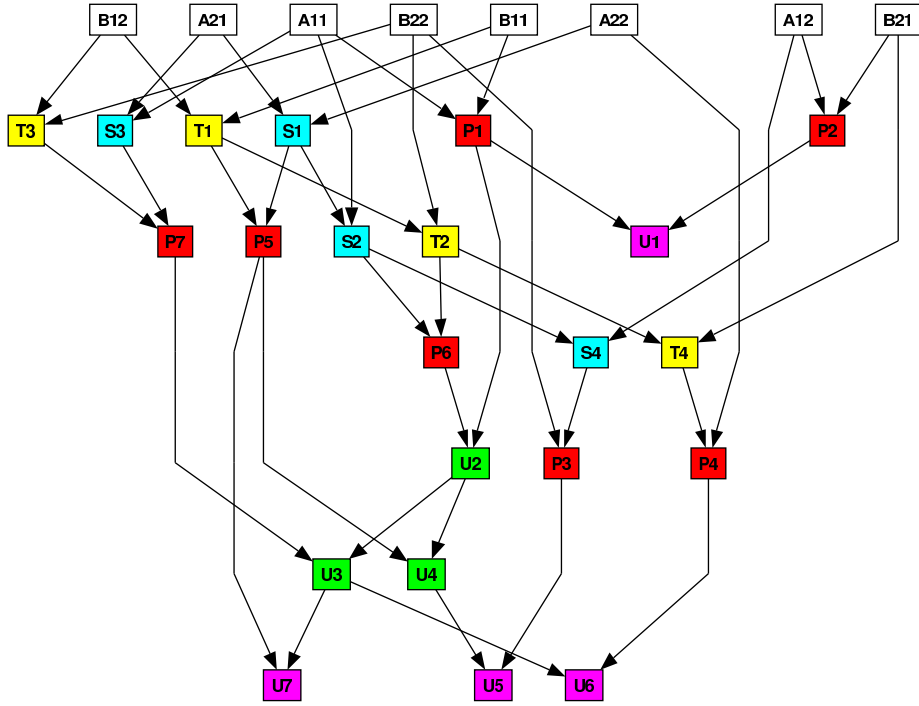 B12 A21 A11 B22 B11 A22 A12 B21
T3 S3 T1 S1 P1 P2
P7 P5 S2 T2 U1
P6 S4 T4
U2 P3 P4
U3 U4
U7 U5 U6